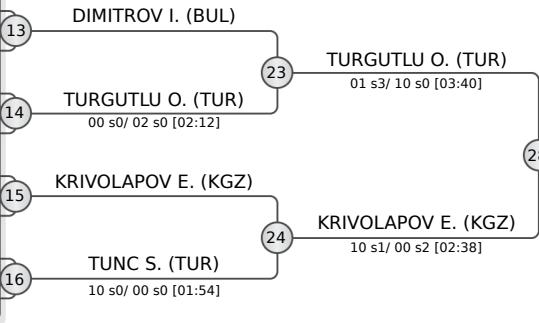 DIMITROV I. (BUL)
13
23
TURGUTLU O. (TUR)
01 s3/ 10 s0 [03:40]
TURGUTLU O. (TUR)
14
00 s0/ 02 s0 [02:12]
KRIVOLAPOV E. (KGZ)
15
24
KRIVOLAPOV E. (KGZ)
10 s1/ 00 s2 [02:38]
TUNC S. (TUR)
16
10 s0/ 00 s0 [01:54]